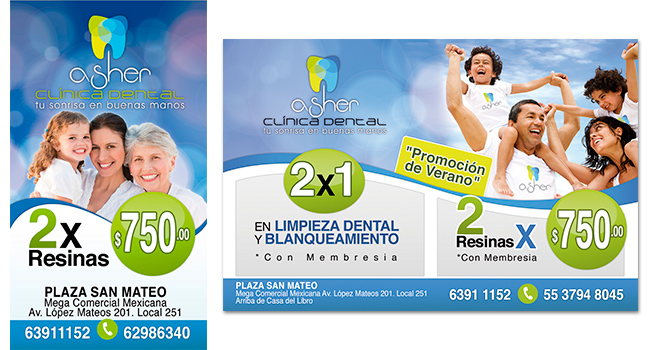 asher
CLÍNICA DENTAL
tu sonrisa en buenas manos
2x
Resinas
$750.00
PLAZA SAN MATEO
Mega Comercial Mexicana
Av. López Mateos 201. Local 251
63911152 62986340
asher
CLÍNICA DENTAL
tu sonrisa en buenas manos
asher
"Promoción
de Verano"
2x1
EN LIMPIEZA DENTAL
Y BLANQUEAMIENTO
*Con Membresia
2
Resinas X $750.00
*Con Membresia
PLAZA SAN MATEO
Mega Comercial Mexicana Av. López Mateos 201. Local 251
Arriba de Casa del Libro
6391 1152 55 3794 8045